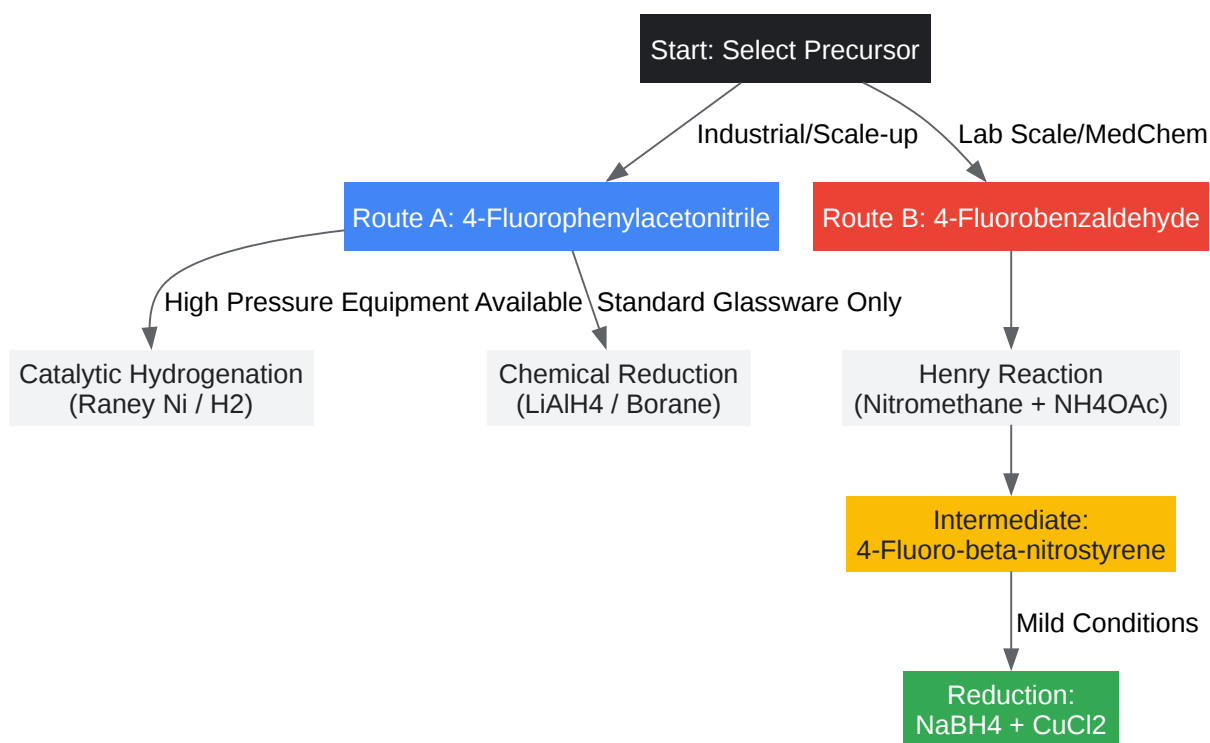 Start: Select Precursor
Industrial/Scale-up
Lab Scale/MedChem
Route A: 4-Fluorophenylacetonitrile
Route B: 4-Fluorobenzaldehyde
High Pressure Equipment Available
Standard Glassware Only
Catalytic Hydrogenation
(Raney Ni / H2)
Chemical Reduction
(LiAlH4 / Borane)
Henry Reaction
(Nitromethane + NH4OAc)
Intermediate:
4-Fluoro-beta-nitrostyrene
Mild Conditions
Reduction:
NaBH4 + CuCl2